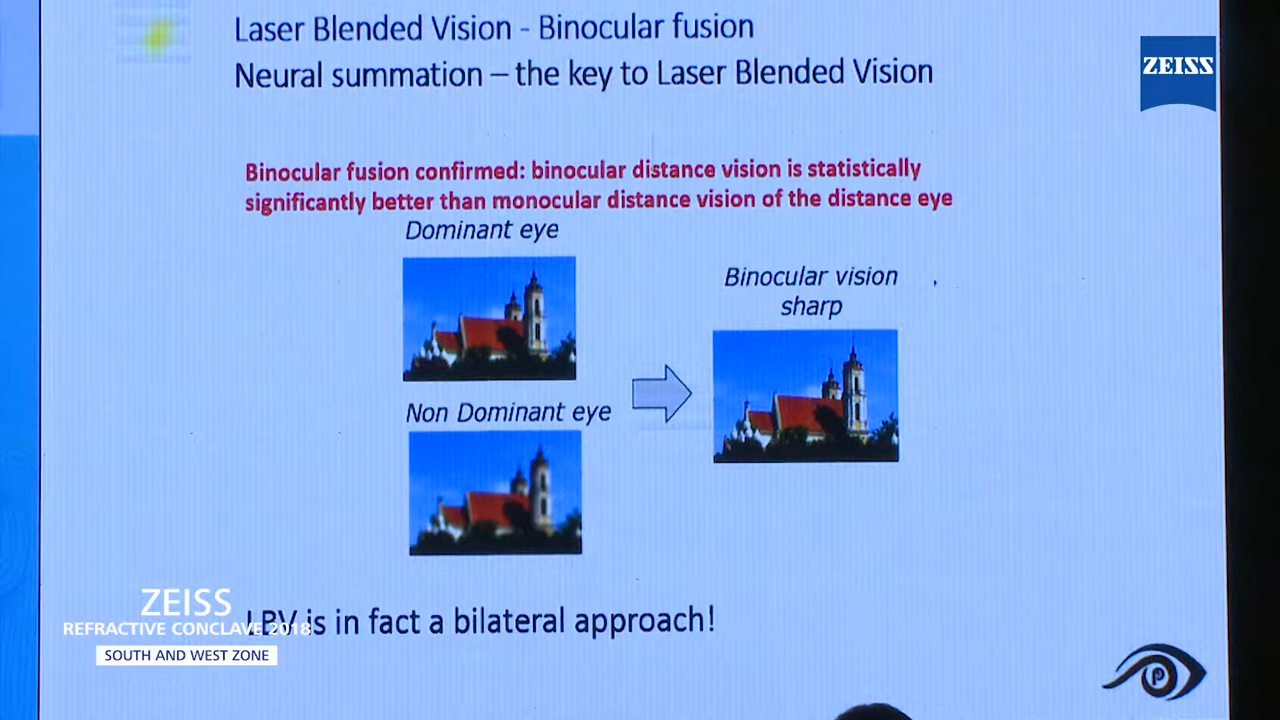 Laser Blended Vision - Binocular fusion
Neural summation – the key to Laser Blended Vision
ZEISS
Binocular fusion confirmed: binocular distance vision is statistically
significantly better than monocular distance vision of the distance eye
Dominant eye
Binocular vision
sharp
Non Dominant eye
LBV is in fact a bilateral approach!
ZEISS
REFRACTIVE CONCLAVE 2018
SOUTH AND WEST ZONE
P